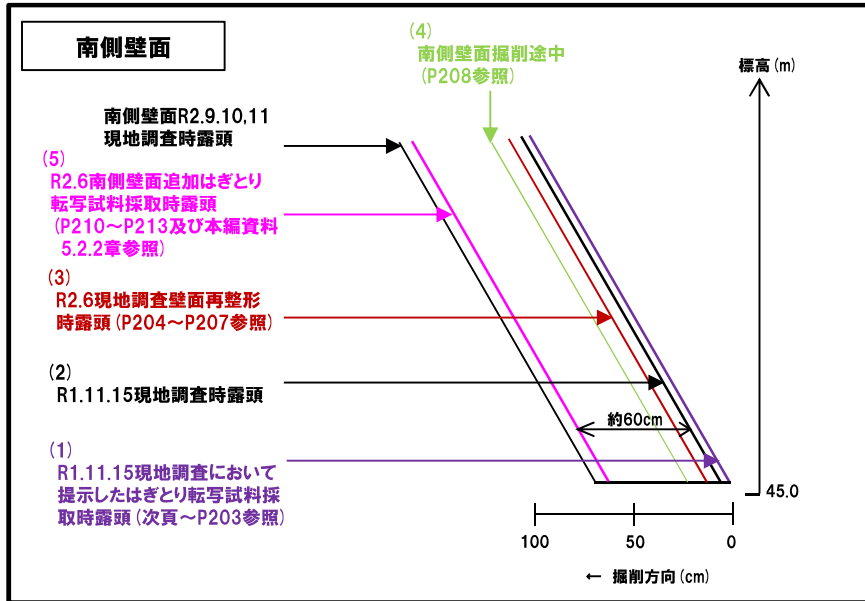 南側壁面
(4)
南側壁面掘削途中
(P208参照)
標高(m)
南側壁面R2.9.10,11
現地調査時露頭
(5)
R2.6南側壁面追加はぎとり
転写試料採取時露頭
(P210～P213及び本編資料
5.2.2章参照)
(3)
R2.6現地調査壁面再整形
時露頭(P204～P207参照)
(2)
R1.11.15現地調査時露頭
約60cm
(1)
R1.11.15現地調査において
提示したはぎとり転写試料採
取時露頭(次頁～P203参照)
45.0
100 50 0
← 掘削方向(cm)